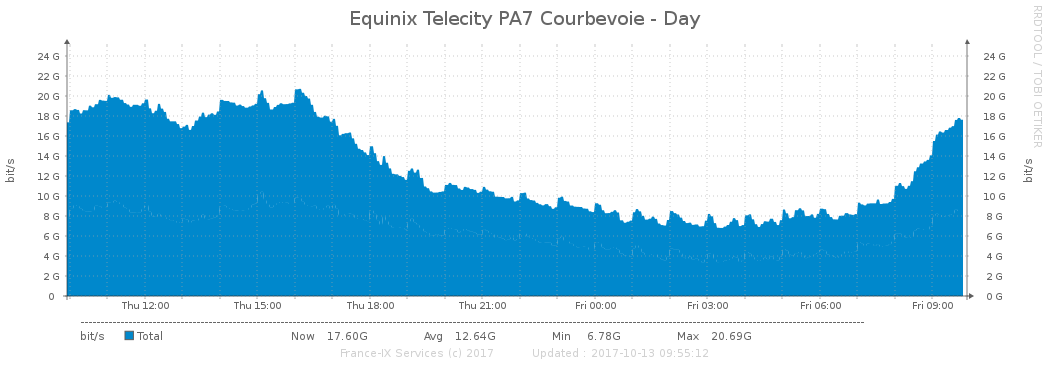 Equinix Telecity PA7 Courbevoie - Day
RRDTOOL / TOBI OETIKER
bit/s
24 G 24 G
22 G 22 G
20 G 20 G
18 G 18 G
16 G 16 G
14 G 14 G
12 G 12 G
10 G 10 G
8 G 8 G
6 G 6 G
4 G 4 G
2 G 2 G
0 0 G
bit/s
Thu 12:00 Thu 15:00 Thu 18:00 Thu 21:00 Fri 00:00 Fri 03:00 Fri 06:00 Fri 09:00
bit/s Total Now 17.60G Avg 12.64G Min 6.78G Max 20.69G
France-IX Services (c) 2017 Updated : 2017-10-13 09:55:12